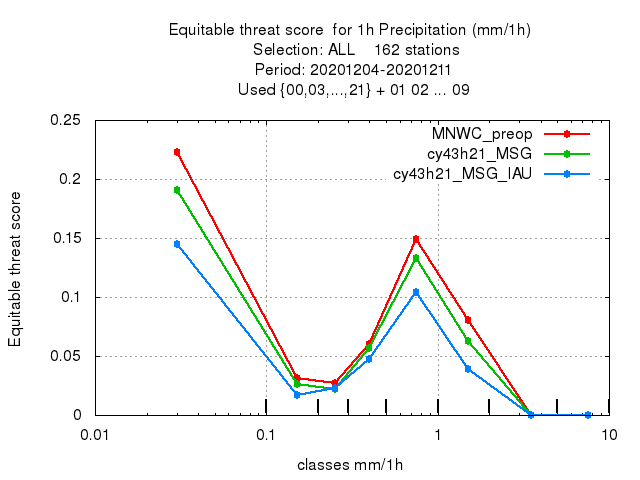 Equitable threat score  for 1h Precipitation (mm/1h)
Selection: ALL    162 stations
Period: 20201204-20201211
Used {00,03,...,21} + 01 02 ... 09
MNWC_preop
cy43h21_MSG
cy43h21_MSG_IAU
Equitable threat score
0.25
0.2
0.15
0.1
0.05
0
0.01 0.1 1 10
classes mm/1h